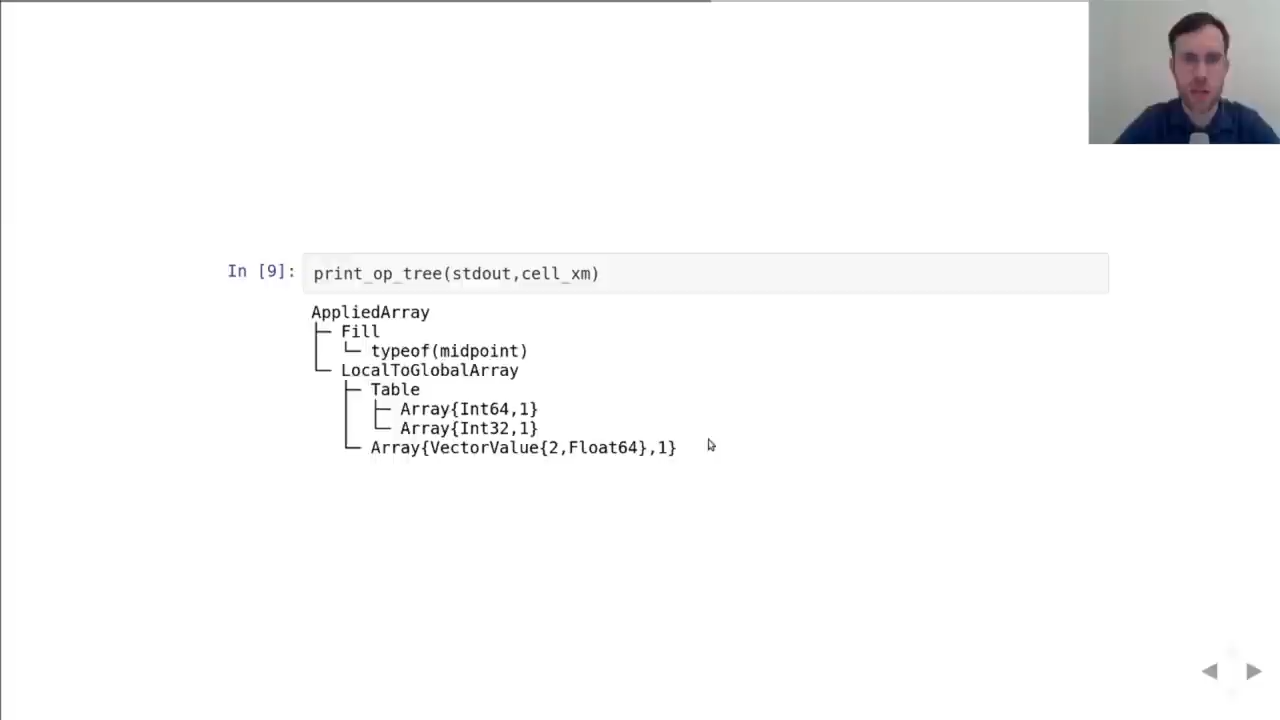 In [9]: print_op_tree(stdout,cell_xm)
AppliedArray
├─ Fill
│  └─ typeof(midpoint)
└─ LocalToGlobalArray
   ├─ Table
   │  ├─ Array{Int64,1}
   │  └─ Array{Int32,1}
   └─ Array{VectorValue{2,Float64},1}